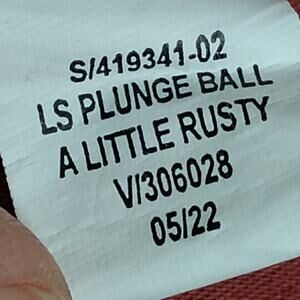 S/419341-02
LS PLUNGE BALL
A LITTLE RUSTY
V/306028
05/22